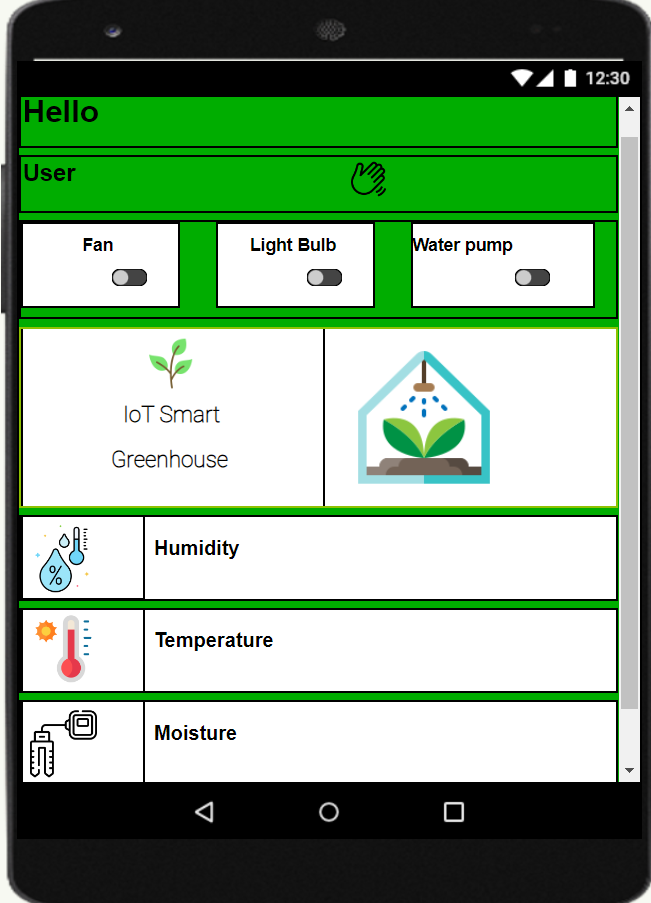 12:30
Hello
User
Fan
Light Bulb
Water pump
IoT Smart
Greenhouse
%
Humidity
Temperature
Moisture